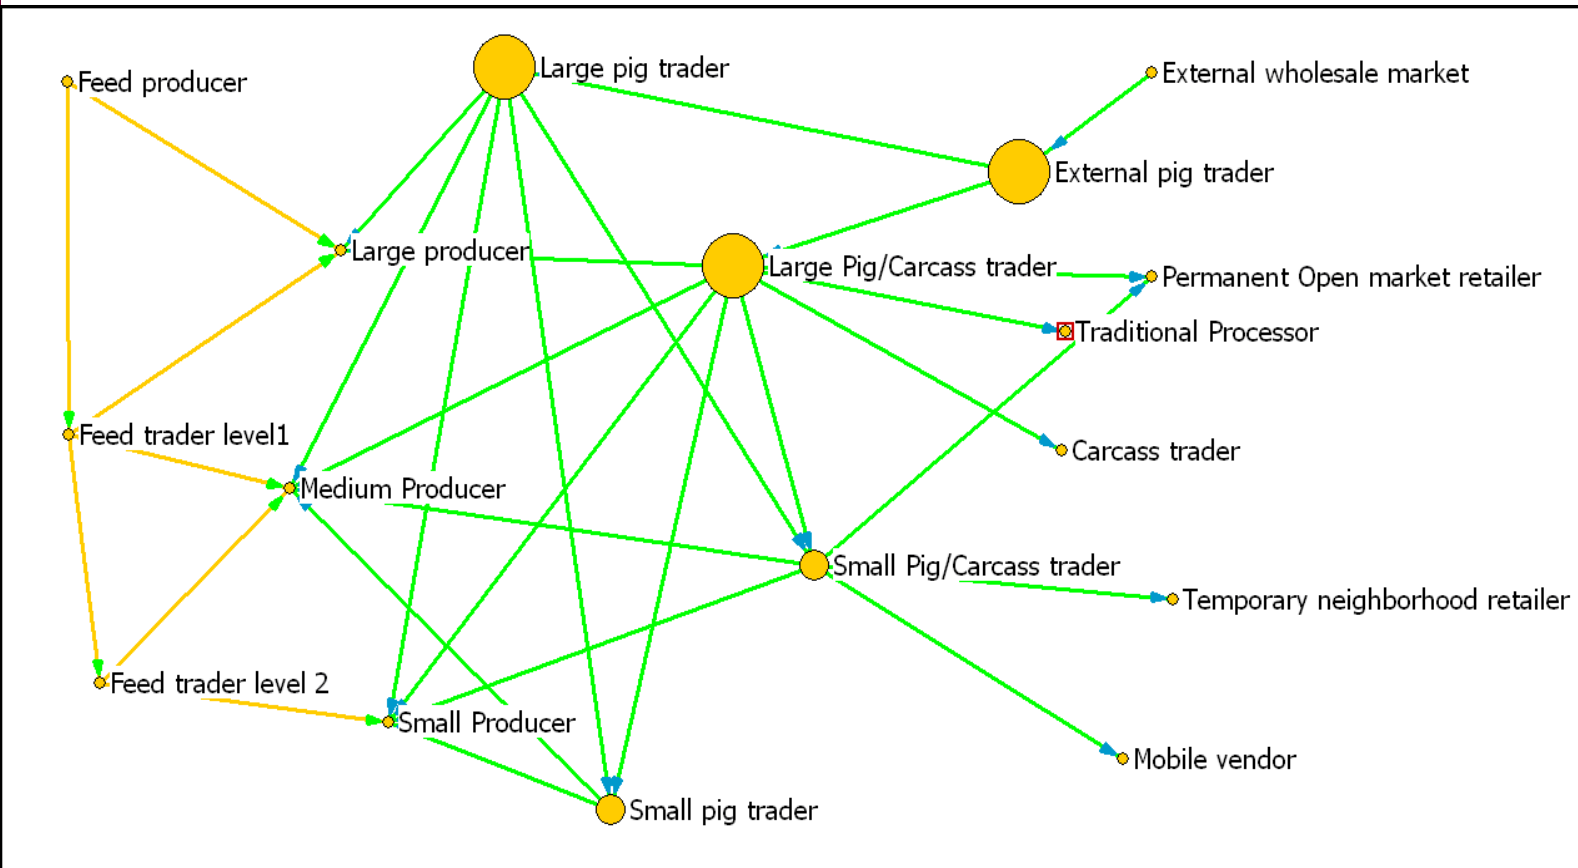 Large pig trader
Feed producer
External wholesale market
External pig trader
Large producer
Large Pig/Carcass trader
Permanent Open market retailer
Traditional Processor
Feed trader level1
Carcass trader
Medium Producer
Small Pig/Carcass trader
Temporary neighborhood retailer
Feed trader level 2
Small Producer
Mobile vendor
Small pig trader